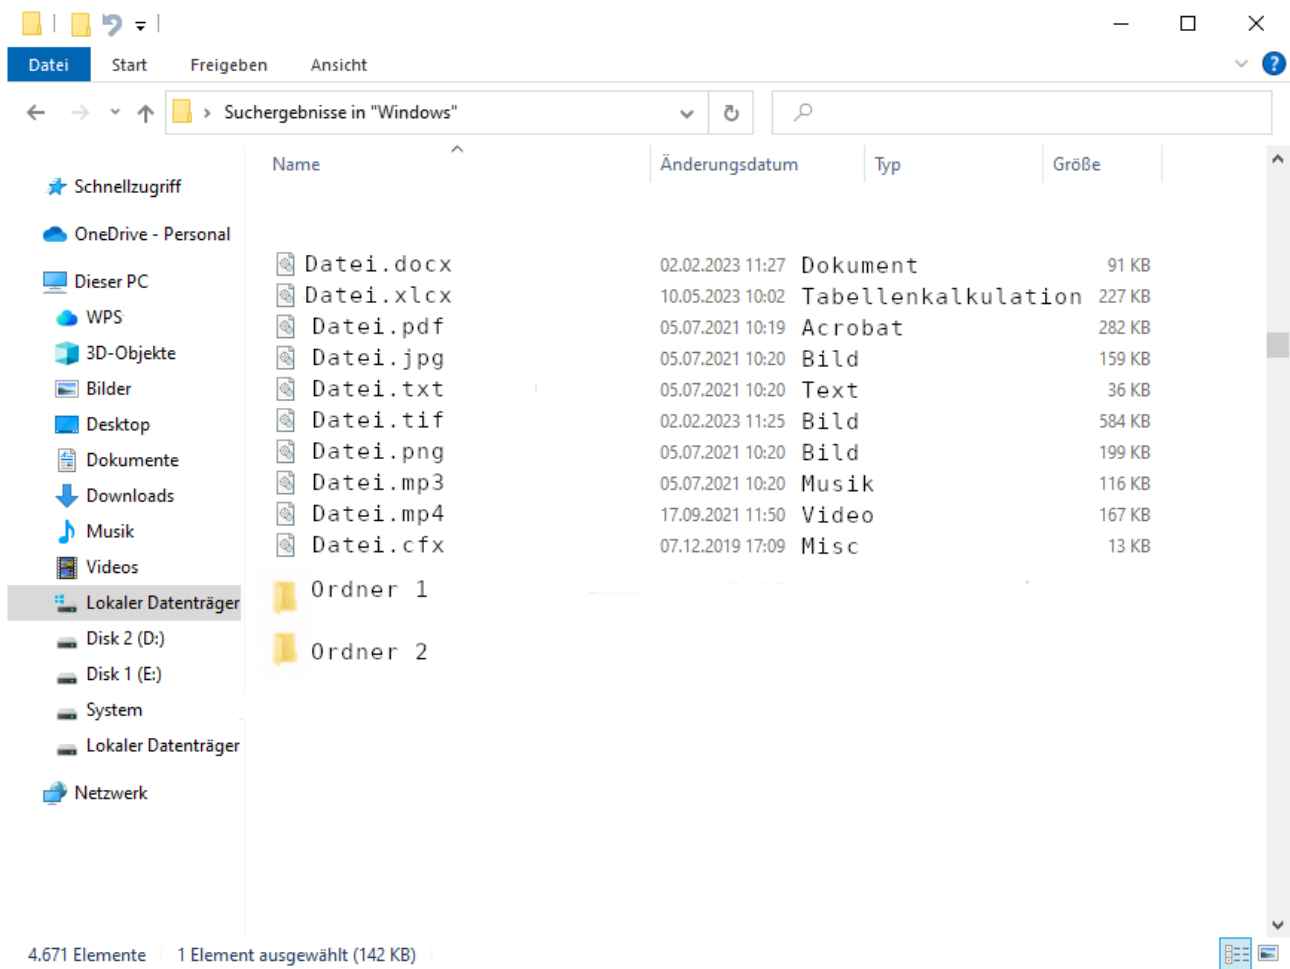 Datei Start Freigeben Ansicht
Suchergebnisse in "Windows"
Name Änderungsdatum Typ Größe
Schnellzugriff
OneDrive - Personal
Dieser PC
WPS
3D-Objekte
Bilder
Desktop
Dokumente
Downloads
Musik
Videos
Lokaler Datenträger
Disk 2 (D:)
Disk 1 (E:)
System
Lokaler Datenträger
Netzwerk
Datei.docx 02.02.2023 11:27 Dokument 91 KB
Datei.xlcx 10.05.2023 10:02 Tabellenkalkulation 227 KB
Datei.pdf 05.07.2021 10:19 Acrobat 282 KB
Datei.jpg 05.07.2021 10:20 Bild 159 KB
Datei.txt 05.07.2021 10:20 Text 36 KB
Datei.tif 02.02.2023 11:25 Bild 584 KB
Datei.png 05.07.2021 10:20 Bild 199 KB
Datei.mp3 05.07.2021 10:20 Musik 116 KB
Datei.mp4 17.09.2021 11:50 Video 167 KB
Datei.cfx 07.12.2019 17:09 Misc 13 KB
Ordner 1
Ordner 2
4.671 Elemente 1 Element ausgewählt (142 KB)